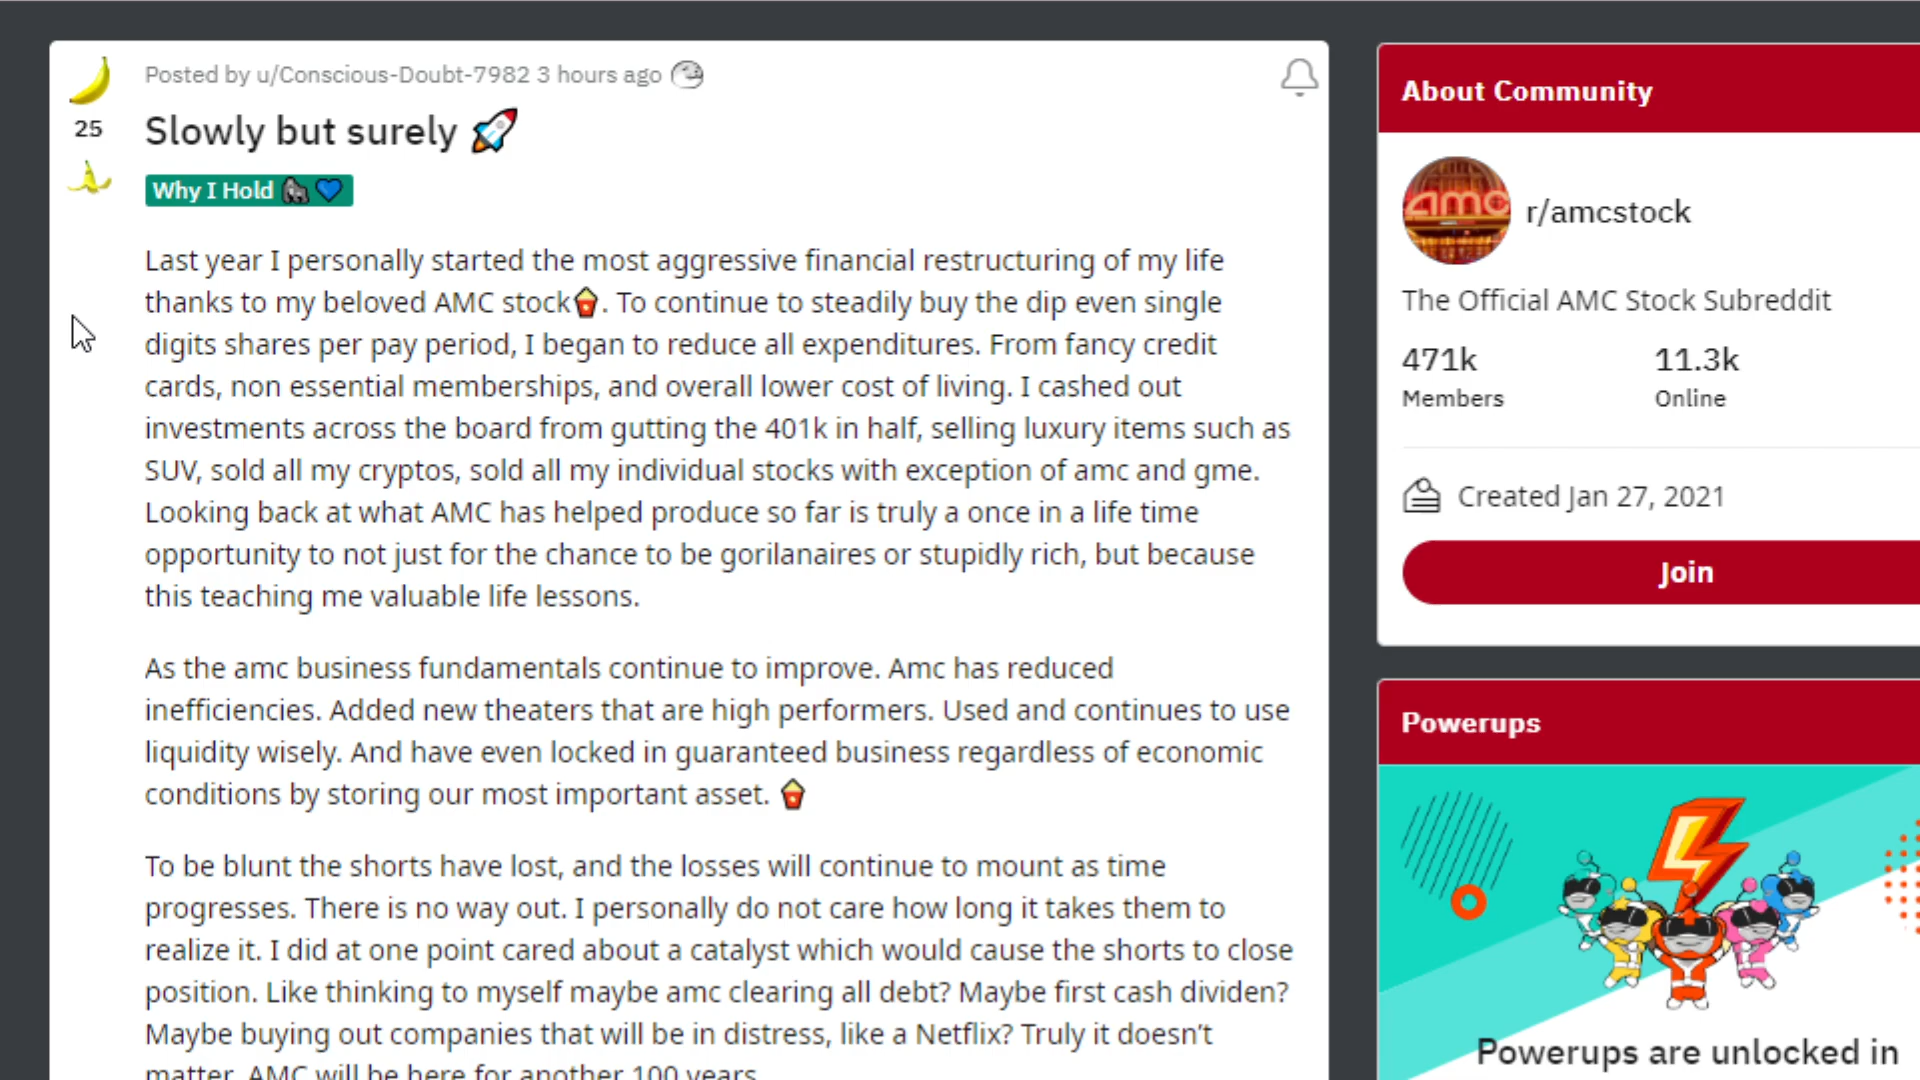 Posted by u/Conscious-Doubt-7982 3 hours ago
25
Slowly but surely 🚀
Why I Hold 🦍💙
Last year I personally started the most aggressive financial restructuring of my life
thanks to my beloved AMC stock🍿. To continue to steadily buy the dip even single
digits shares per pay period, I began to reduce all expenditures. From fancy credit
cards, non essential memberships, and overall lower cost of living. I cashed out
investments across the board from gutting the 401k in half, selling luxury items such as
SUV, sold all my cryptos, sold all my individual stocks with exception of amc and gme.
Looking back at what AMC has helped produce so far is truly a once in a life time
opportunity to not just for the chance to be gorilanaires or stupidly rich, but because
this teaching me valuable life lessons.
As the amc business fundamentals continue to improve. Amc has reduced
inefficiencies. Added new theaters that are high performers. Used and continues to use
liquidity wisely. And have even locked in guaranteed business regardless of economic
conditions by storing our most important asset. 🍿
To be blunt the shorts have lost, and the losses will continue to mount as time
progresses. There is no way out. I personally do not care how long it takes them to
realize it. I did at one point cared about a catalyst which would cause the shorts to close
position. Like thinking to myself maybe amc clearing all debt? Maybe first cash dividen?
Maybe buying out companies that will be in distress, like a Netflix? Truly it doesn't
matter. AMC will be here for another 100 years.
About Community
amc
r/amcstock
The Official AMC Stock Subreddit
471k
11.3k
Members
Online
Created Jan 27, 2021
Join
Powerups
Powerups are unlocked in